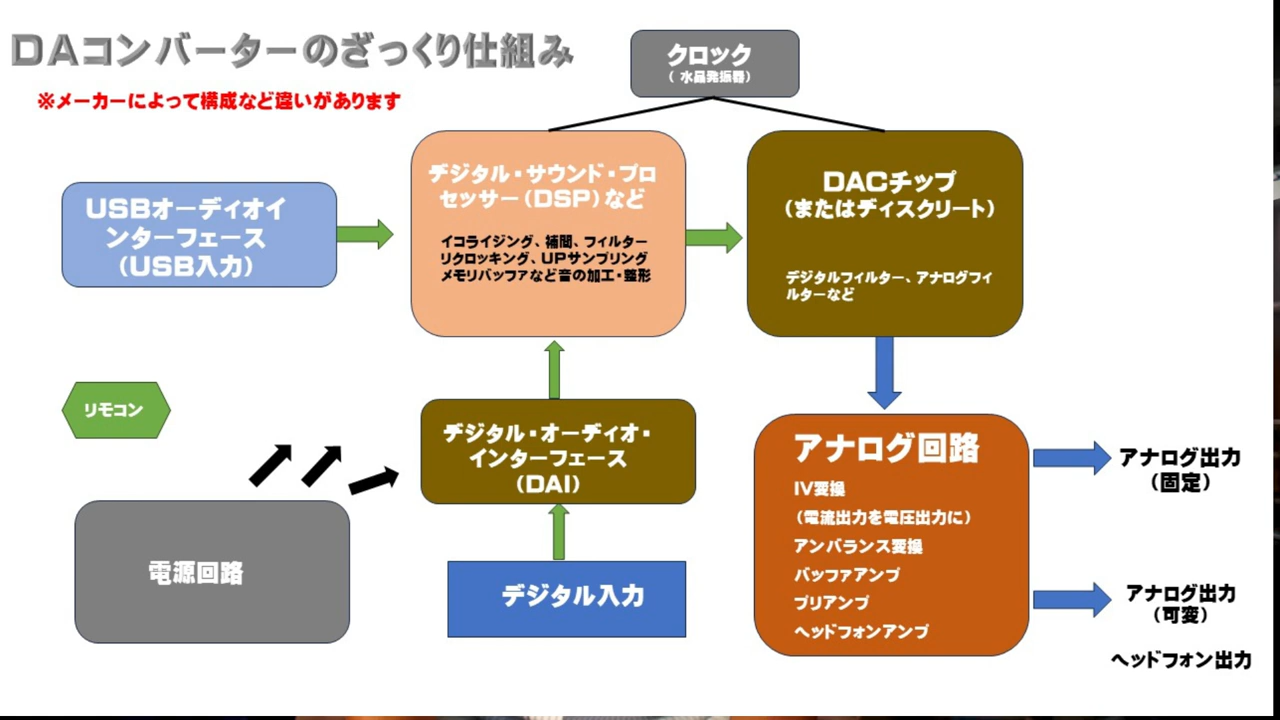 DAコンバーターのざっくり仕組み
※メーカーによって構成など違いがあります
クロック
(水晶発振器)
USBオーディオイ
ンターフェース
(USB入力)
デジタル・サウンド・プロ
セッサー(DSP)など
イコライジング、補間、フィルター
リクロッキング、UPサンプリング
メモリバッファなど音の加工・整形
DACチップ
(またはディスクリート)
デジタルフィルター、アナログフィ
ルターなど
リモコン
デジタル・オーディオ・
インターフェース
(DAI)
電源回路
デジタル入力
アナログ回路
IV変換
(電流出力を電圧出力に)
アンバランス変換
バッファアンプ
プリアンプ
ヘッドフォンアンプ
アナログ出力
(固定)
アナログ出力
(可変)
ヘッドフォン出力